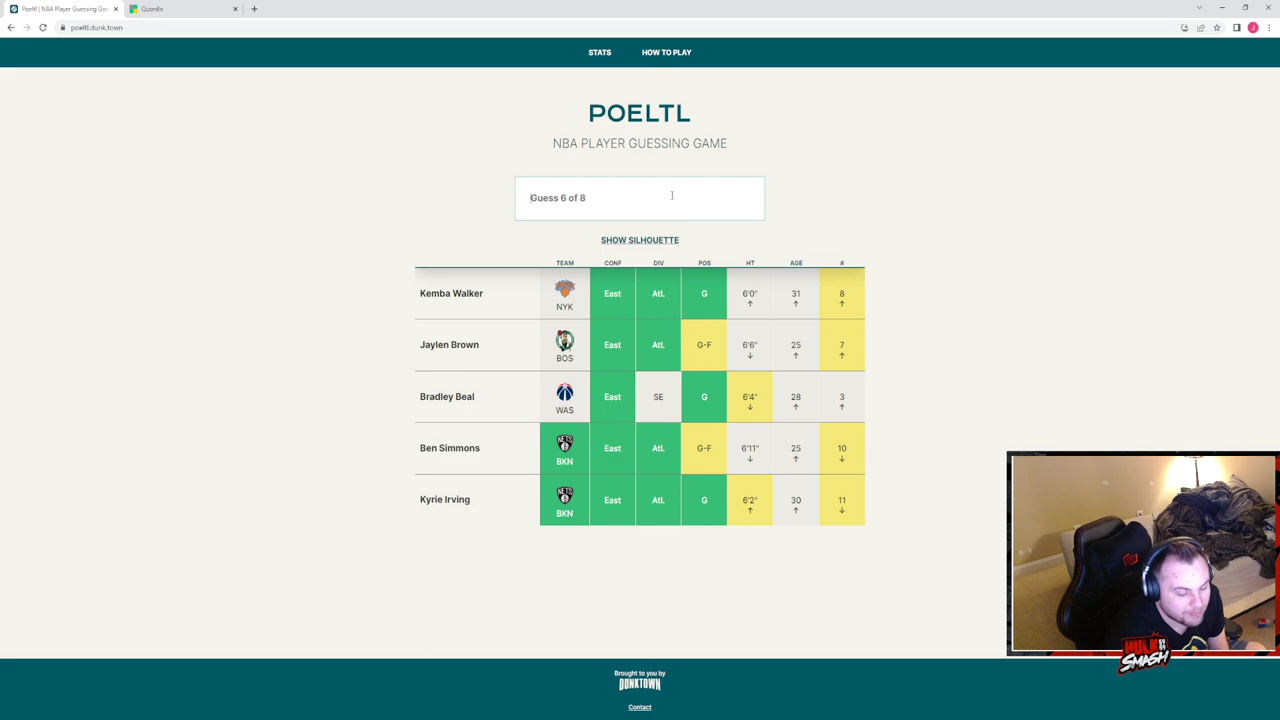 Poeltl | NBA Player Guessing Gam
Quordle
poeltl.dunk.town
STATS
HOW TO PLAY
POELTL
NBA PLAYER GUESSING GAME
Guess 6 of 8
SHOW SILHOUETTE
TEAM CONF DIV POS HT AGE #
Kemba Walker NYK East Atl. G 6'0" ↑ 31 ↑ 8 ↑
Jaylen Brown BOS East Atl. G-F 6'6" ↓ 25 ↑ 7 ↑
Bradley Beal WAS East SE G 6'4" ↓ 28 ↑ 3 ↑
Ben Simmons NETS BKN East Atl. G-F 6'11" ↓ 25 ↑ 10 ↓
Kyrie Irving NETS BKN East Atl. G 6'2" ↑ 30 ↑ 11 ↓
HULK
SMASH
Brought to you by
DUNKTOWN
Contact